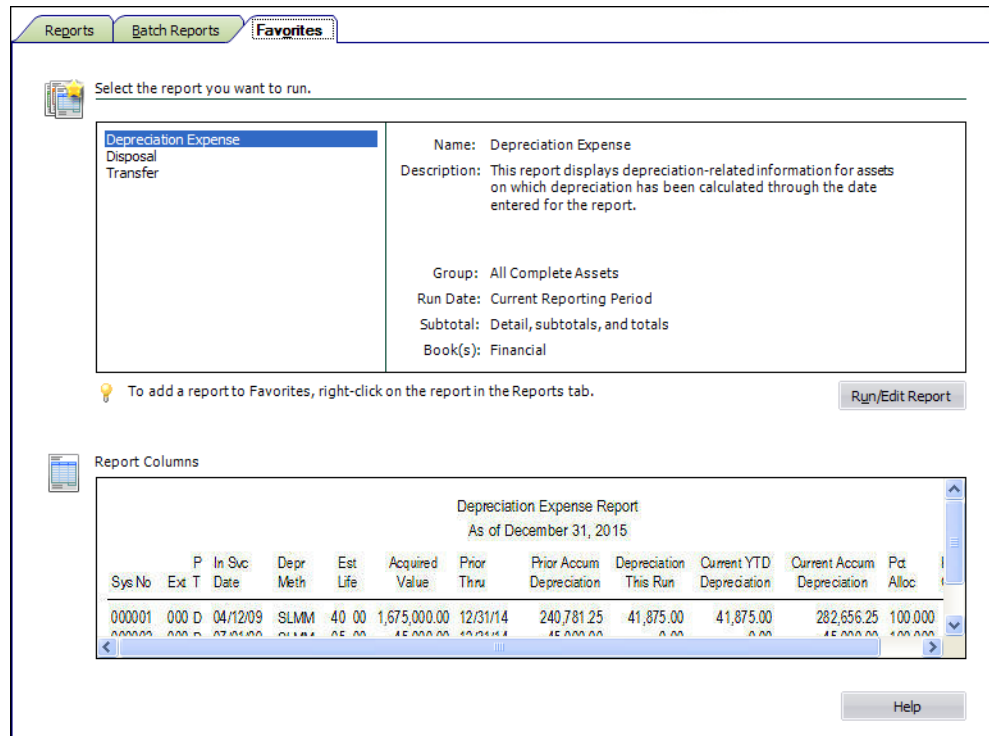 Reports Batch Reports Favorites
Select the report you want to run.
Depreciation Expense
Disposal
Transfer
Name: Depreciation Expense
Description: This report displays depreciation-related information for assets
on which depreciation has been calculated through the date
entered for the report.
Group: All Complete Assets
Run Date: Current Reporting Period
Subtotal: Detail, subtotals, and totals
Book(s): Financial
To add a report to Favorites, right-click on the report in the Reports tab.
Run/Edit Report
Report Columns
Depreciation Expense Report
As of December 31, 2015
P In Svc Depr Est Acquired Prior Prior Accum Depreciation Current YTD Current Accum Pct
Sys No Ext T Date Meth Life Value Thru Depreciation This Run Depreciation Depreciation Alloc
000001 000 D 04/12/09 SLMM 40 00 1,675,000.00 12/31/14 240,781.25 41,875.00 41,875.00 282,656.25 100.000
Help